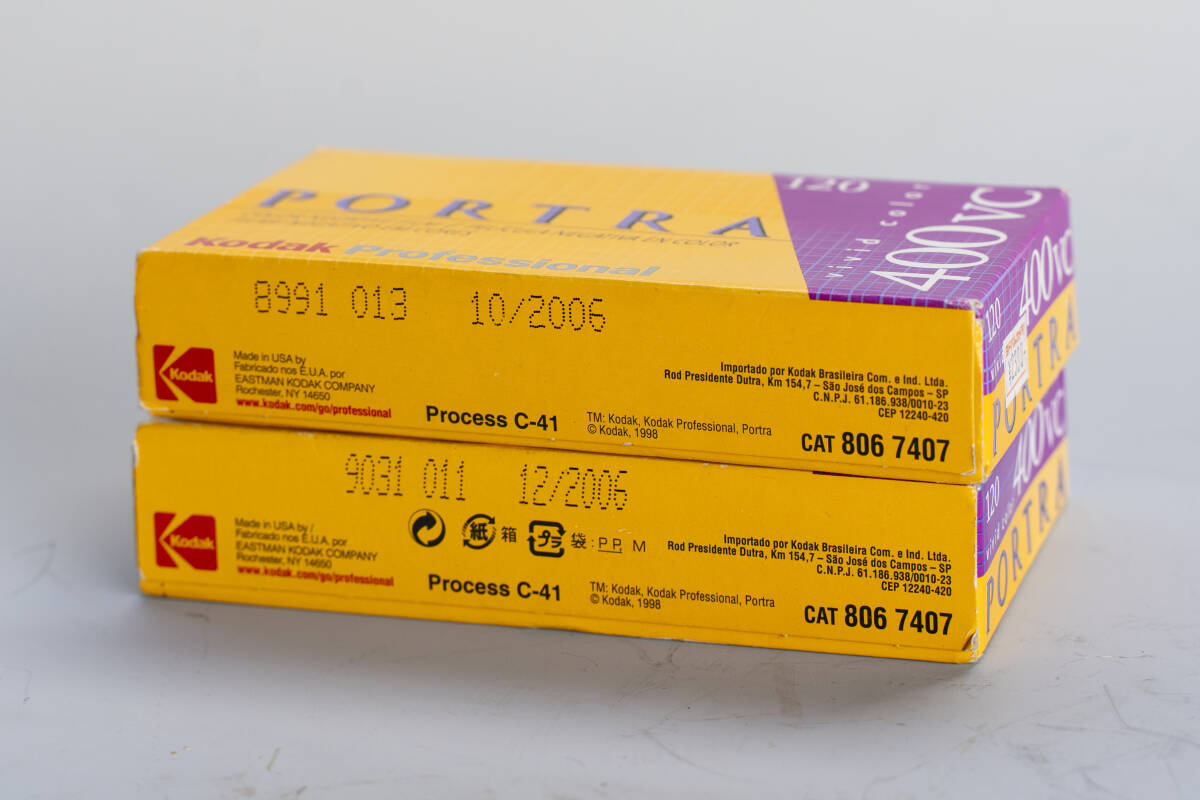 120
PORTRA
vivid color
400VC
Kodak Professional
8991 013 10/2006
Kodak
Made in USA by
Fabricado nos E.U.A. por
EASTMAN KODAK COMPANY
Rochester, NY 14650
www.kodak.com/go/professional
Process C-41
TM: Kodak, Kodak Professional, Portra
© Kodak, 1998
Importado por Kodak Brasileira Com. e Ind. Ltda.
Rod Presidente Dutra, Km 154,7 – São José dos Campos – SP
C.N.P.J. 61.186.938/0010-23
CEP 12240-420
CAT 806 7407
120
400VC
PORTRA
9031 011 12/2006
Kodak
Made in USA by /
Fabricado nos E.U.A. por
EASTMAN KODAK COMPANY
Rochester, NY 14650
www.kodak.com/go/professional
紙 箱 プラ 袋:PP M
Process C-41
TM: Kodak, Kodak Professional, Portra
© Kodak, 1998
Importado por Kodak Brasileira Com. e Ind. Ltda.
Rod Presidente Dutra, Km 154,7 – São José dos Campos – SP
C.N.P.J. 61.186.938/0010-23
CEP 12240-420
CAT 806 7407
120
vivid color
400VC
PORTRA